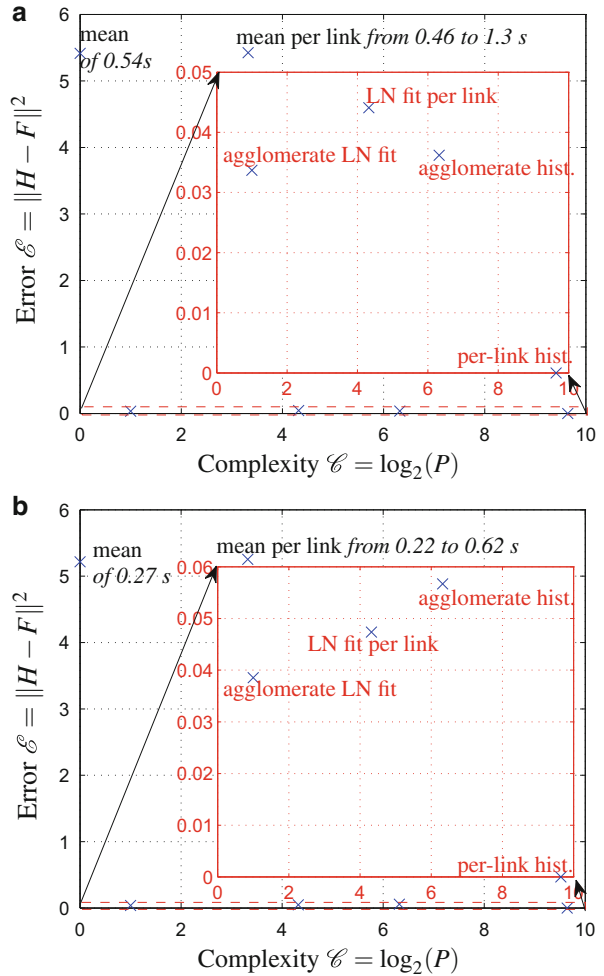 a
mean
of 0.54s
mean per link from 0.46 to 1.3 s
6
5
4
3
2
1
0
Error ℰ = ||H − F||²
0.05
0.04
0.03
0.02
0.01
0
LN fit per link
agglomerate LN fit
agglomerate hist.
per-link hist.
0 2 4 6 8 10
0 2 4 6 8 10
Complexity 𝒞 = log₂(P)
b
mean
of 0.27 s
mean per link from 0.22 to 0.62 s
6
5
4
3
2
1
0
Error ℰ = ||H − F||²
0.06
0.05
0.04
0.03
0.02
0.01
0
agglomerate hist.
LN fit per link
agglomerate LN fit
per-link hist.
0 2 4 6 8 10
0 2 4 6 8 10
Complexity 𝒞 = log₂(P)